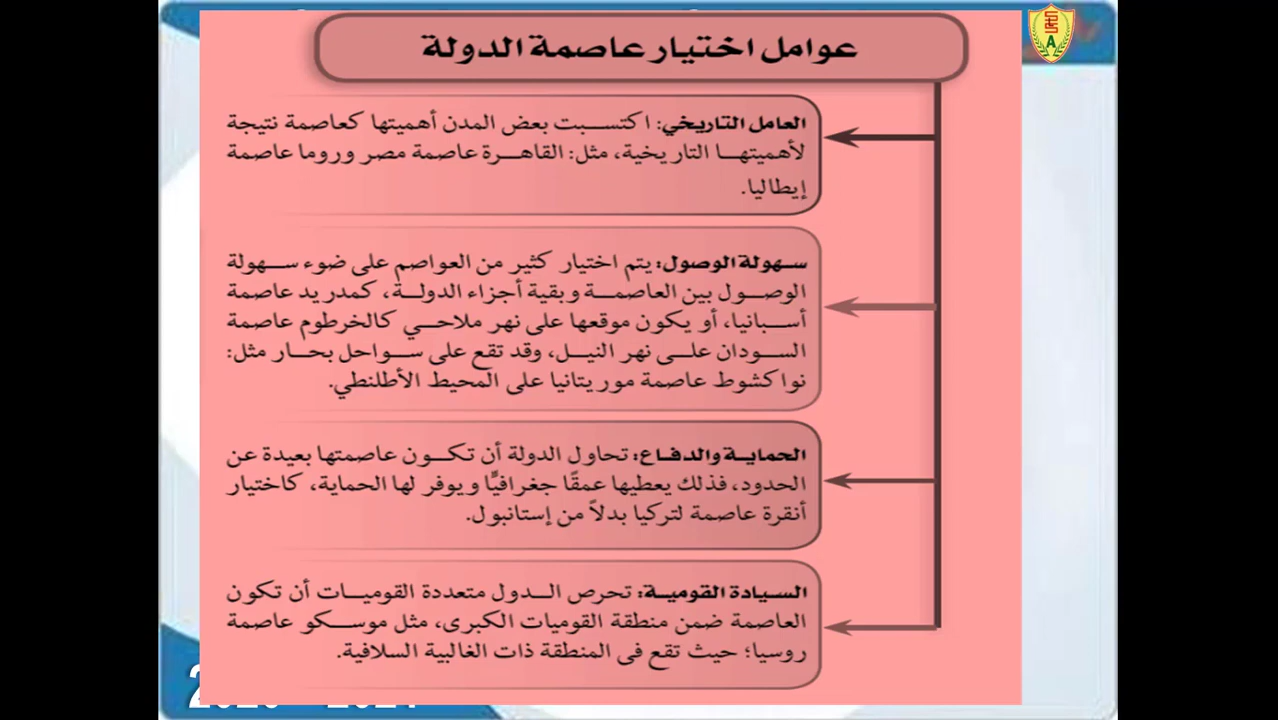 عوامل اختيار عاصمة الدولة
العامل التاريخي: اكتسبت بعض المدن أهميتها كعاصمة نتيجة
لأهميتها التاريخية، مثل: القاهرة عاصمة مصر وروما عاصمة
إيطاليا.
سهولة الوصول: يتم اختيار كثير من العواصم على ضوء سهولة
الوصول بين العاصمة وبقية أجزاء الدولة، كمدريد عاصمة
أسبانيا، أو يكون موقعها على نهر ملاحي كالخرطوم عاصمة
السودان على نهر النيل، وقد تقع على سواحل بحار مثل:
نواكشوط عاصمة موريتانيا على المحيط الأطلنطي.
الحماية والدفاع: تحاول الدولة أن تكون عاصمتها بعيدة عن
الحدود، فذلك يعطيها عمقًا جغرافيًّا ويوفر لها الحماية، كاختيار
أنقرة عاصمة لتركيا بدلاً من إستانبول.
السيادة القومية: تحرص الدول متعددة القوميات أن تكون
العاصمة ضمن منطقة القوميات الكبرى، مثل موسكو عاصمة
روسيا؛ حيث تقع فى المنطقة ذات الغالبية السلافية.
A